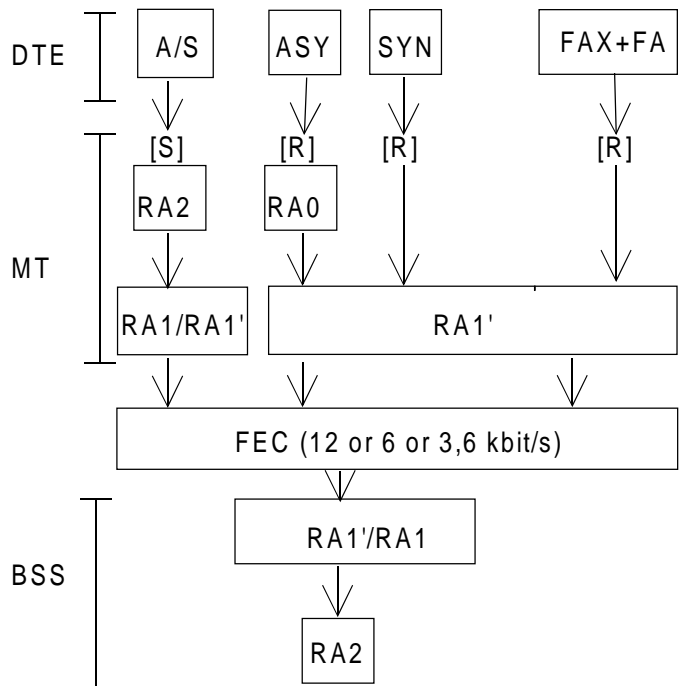 DTE A/S ASY SYN FAX+FA
[S] [R] [R] [R]
RA2 RA0
MT
RA1/RA1' RA1'
FEC (12 or 6 or 3,6 kbit/s)
RA1'/RA1
BSS
RA2